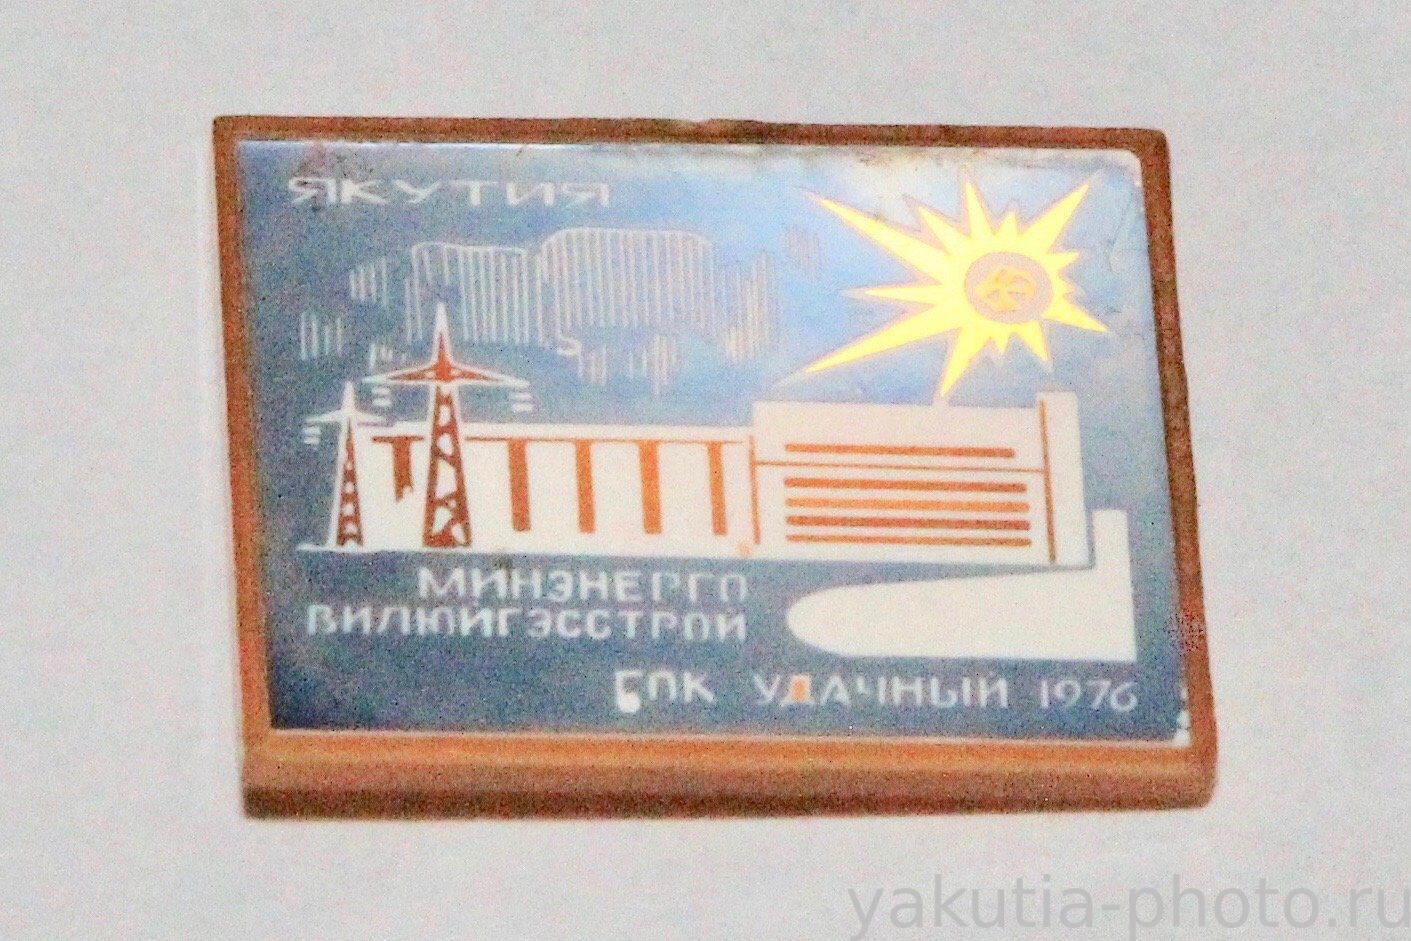 ЯКУТИЯ
МИНЭНЕРГО
ВИЛЮЙГЭССТРОЙ
БПК УДАЧНЫЙ 1976
yakutia-photo.ru